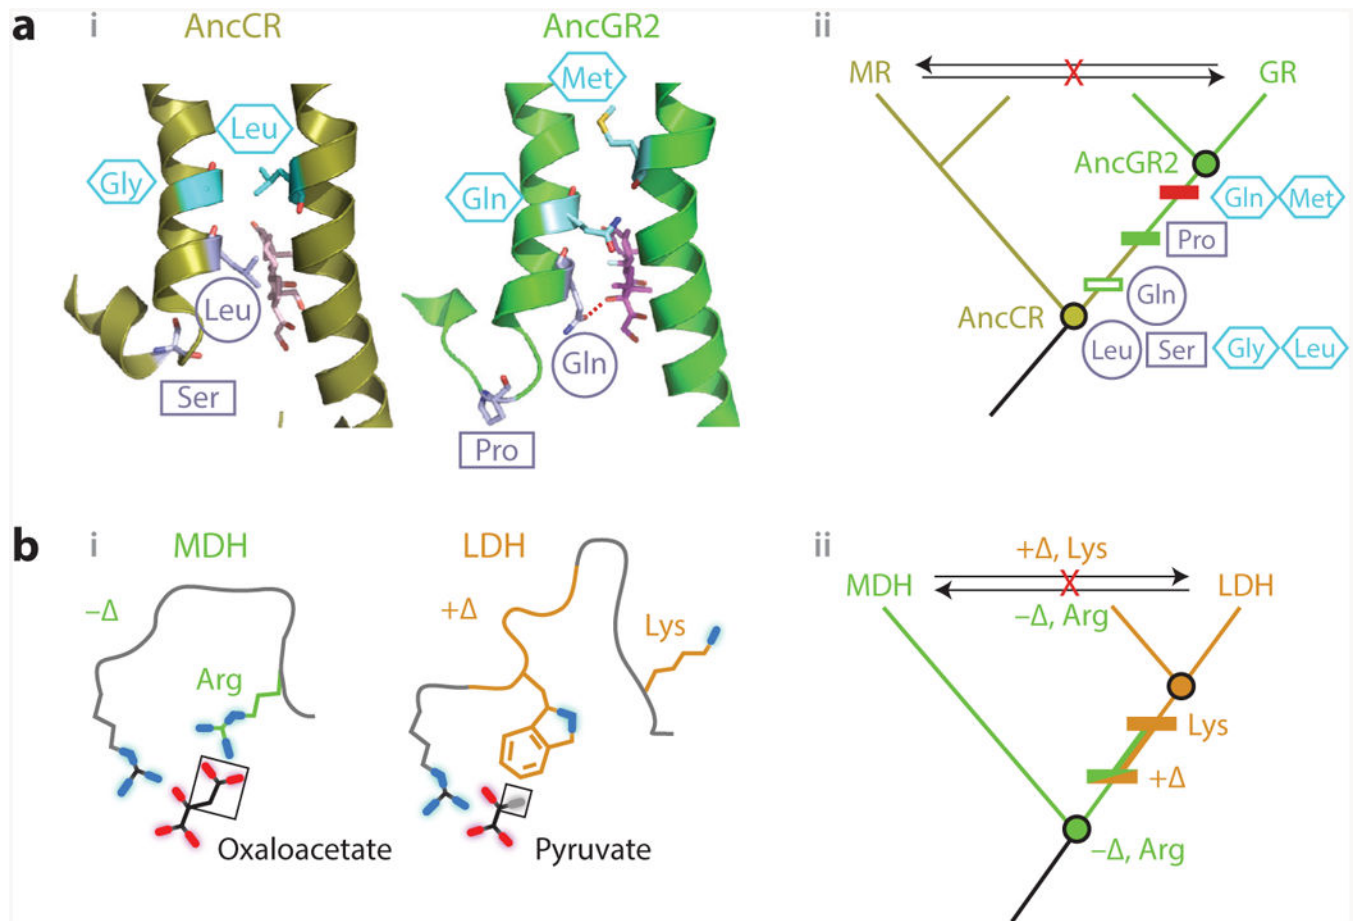 a i AncCR AncGR2 ii
Met
MR X GR
Leu
Gly
Gln
AncGR2
Gln Met
Pro
Leu
Gln
AncCR
Gln
Leu Ser Gly Leu
Ser
Pro
b i MDH LDH ii
+Δ, Lys
MDH X LDH
−Δ +Δ
−Δ, Arg
Lys
Arg
Lys
+Δ
Oxaloacetate Pyruvate
−Δ, Arg